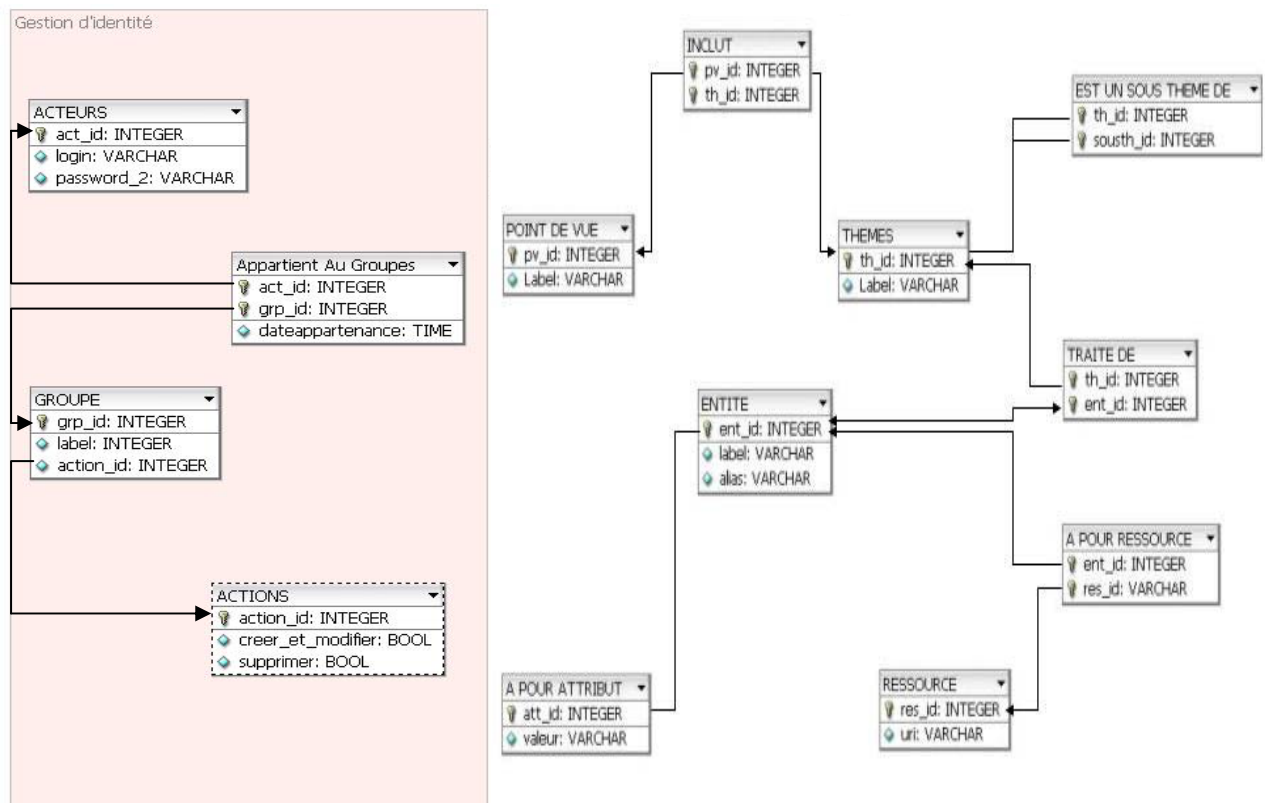 Gestion d'identité
ACTEURS
act_id: INTEGER
login: VARCHAR
password_2: VARCHAR
Appartient Au Groupes
act_id: INTEGER
grp_id: INTEGER
dateappartenance: TIME
GROUPE
grp_id: INTEGER
label: INTEGER
action_id: INTEGER
ACTIONS
action_id: INTEGER
creer_et_modifier: BOOL
supprimer: BOOL
INCLUT
pv_id: INTEGER
th_id: INTEGER
EST UN SOUS THEME DE
th_id: INTEGER
sousth_id: INTEGER
POINT DE VUE
pv_id: INTEGER
Label: VARCHAR
THEMES
th_id: INTEGER
Label: VARCHAR
TRAITE DE
th_id: INTEGER
ent_id: INTEGER
ENTITE
ent_id: INTEGER
label: VARCHAR
alias: VARCHAR
A POUR RESSOURCE
ent_id: INTEGER
res_id: VARCHAR
A POUR ATTRIBUT
att_id: INTEGER
valeur: VARCHAR
RESSOURCE
res_id: INTEGER
uri: VARCHAR